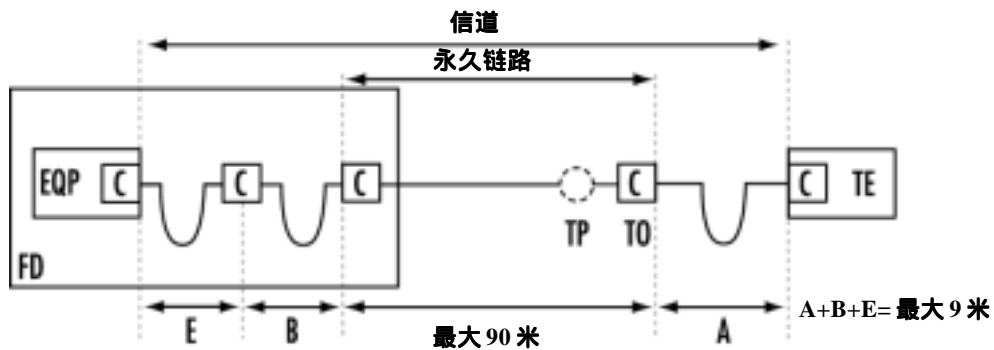 信道
永久链路
EQP C C C C C TE
TP TO
FD
E B 最大 90 米 A A+B+E= 最大 9 米